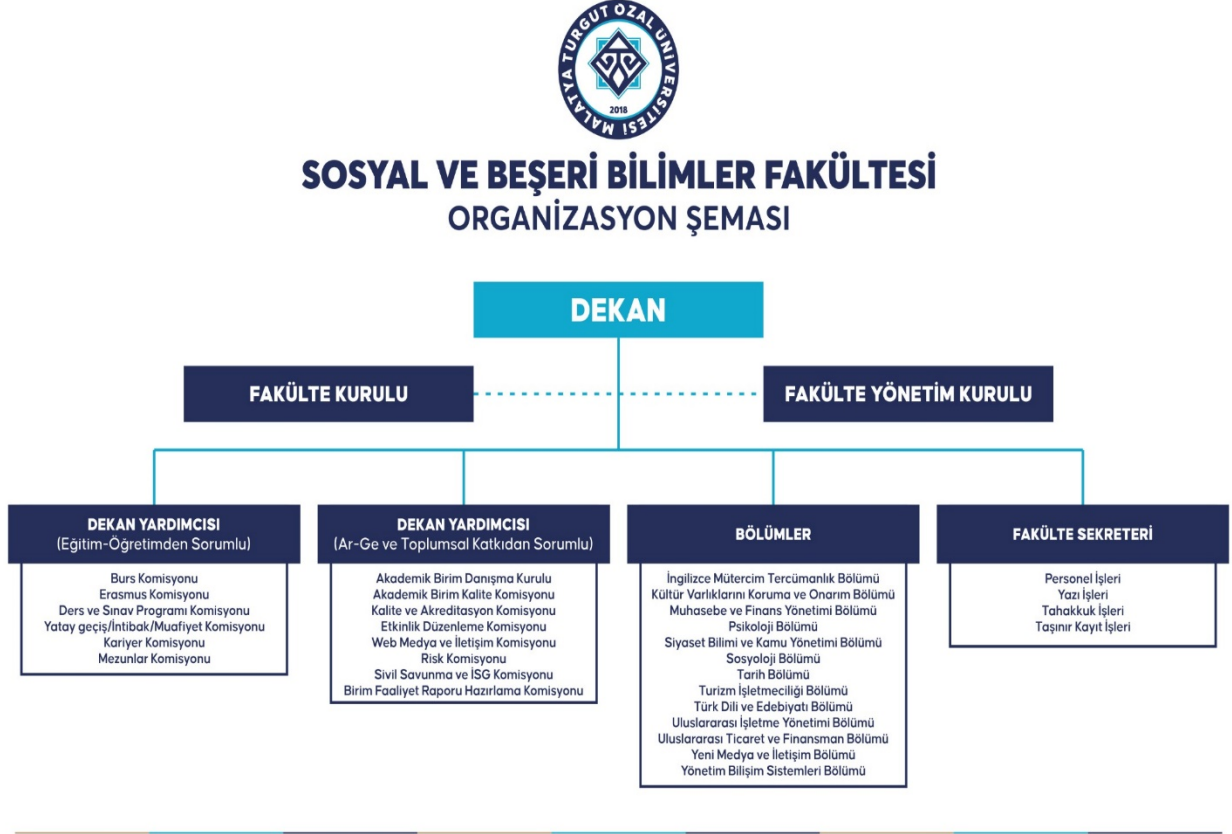 MALATYA TURGUT ÖZAL ÜNİVERSİTESİ
2018
SOSYAL VE BEŞERİ BİLİMLER FAKÜLTESİ
ORGANİZASYON ŞEMASI
DEKAN
FAKÜLTE KURULU
FAKÜLTE YÖNETİM KURULU
DEKAN YARDIMCISI
(Eğitim-Öğretimden Sorumlu)
Burs Komisyonu
Erasmus Komisyonu
Ders ve Sınav Programı Komisyonu
Yatay geçiş/İntibak/Muafiyet Komisyonu
Kariyer Komisyonu
Mezunlar Komisyonu
DEKAN YARDIMCISI
(Ar-Ge ve Toplumsal Katkıdan Sorumlu)
Akademik Birim Danışma Kurulu
Akademik Birim Kalite Komisyonu
Kalite ve Akreditasyon Komisyonu
Etkinlik Düzenleme Komisyonu
Web Medya ve İletişim Komisyonu
Risk Komisyonu
Sivil Savunma ve İSG Komisyonu
Birim Faaliyet Raporu Hazırlama Komisyonu
BÖLÜMLER
İngilizce Mütercim Tercümanlık Bölümü
Kültür Varlıklarını Koruma ve Onarım Bölümü
Muhasebe ve Finans Yönetimi Bölümü
Psikoloji Bölümü
Siyaset Bilimi ve Kamu Yönetimi Bölümü
Sosyoloji Bölümü
Tarih Bölümü
Turizm İşletmeciliği Bölümü
Türk Dili ve Edebiyatı Bölümü
Uluslararası İşletme Yönetimi Bölümü
Uluslararası Ticaret ve Finansman Bölümü
Yeni Medya ve İletişim Bölümü
Yönetim Bilişim Sistemleri Bölümü
FAKÜLTE SEKRETERİ
Personel İşleri
Yazı İşleri
Tahakkuk İşleri
Taşınır Kayıt İşleri